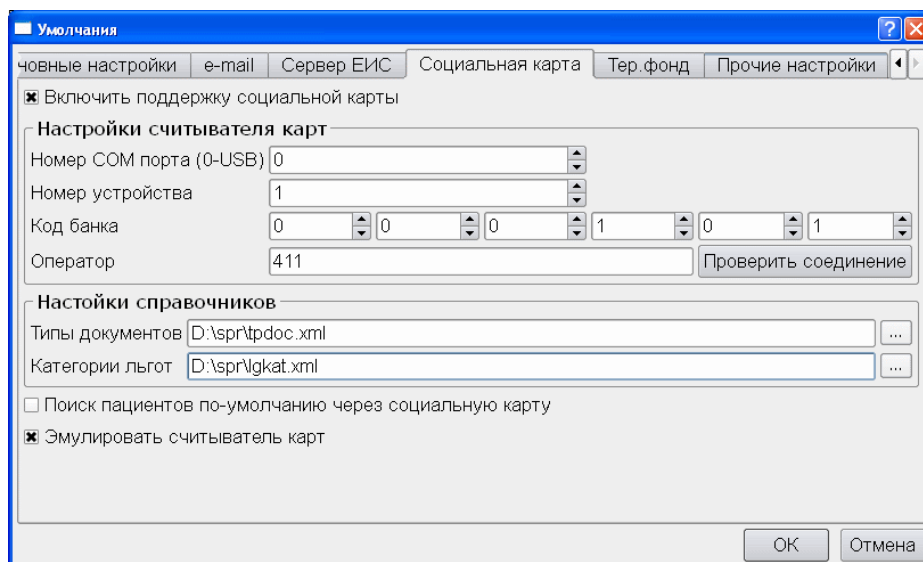 Умолчания
новные настройки e-mail Сервер ЕИС Социальная карта Тер.фонд Прочие настройки
Включить поддержку социальной карты
Настройки считывателя карт
Номер COM порта (0-USB) 0
Номер устройства 1
Код банка 0 0 0 1 0 1
Оператор 411 Проверить соединение
Настойки справочников
Типы документов D:\spr\tpdoc.xml ...
Категории льгот D:\spr\lgkat.xml ...
Поиск пациентов по-умолчанию через социальную карту
Эмулировать считыватель карт
ОК Отмена